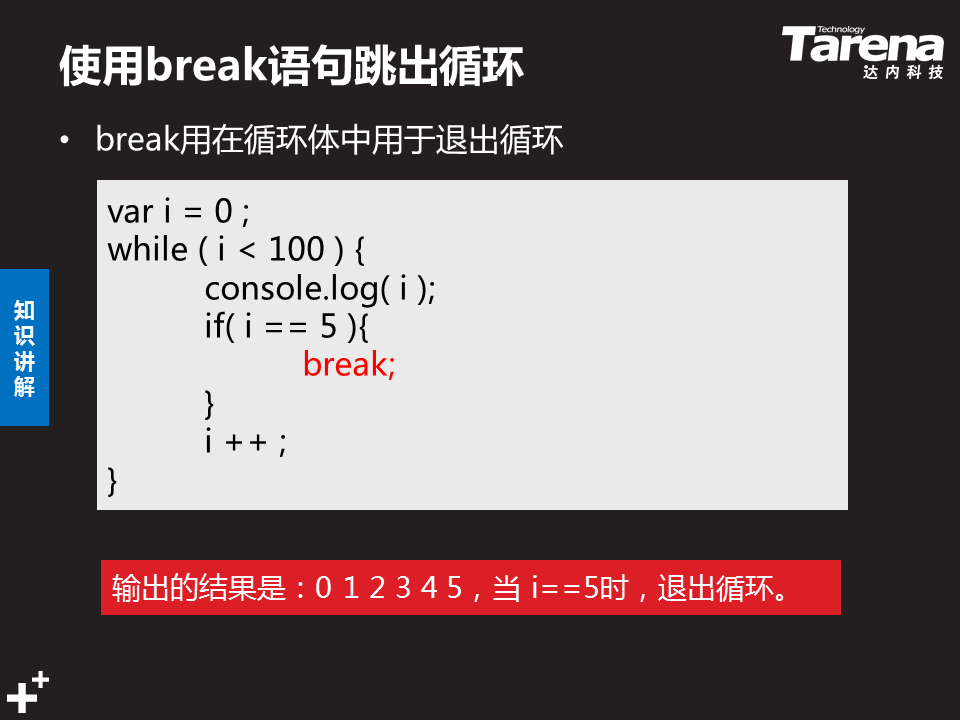 使用break语句跳出循环
Technology
Tarena
达内科技
• break用在循环体中用于退出循环
var i = 0 ;
while ( i < 100 ) {
console.log( i );
if( i == 5 ){
break;
}
i ++ ;
}
知
识
讲
解
输出的结果是：0 1 2 3 4 5，当 i==5时，退出循环。